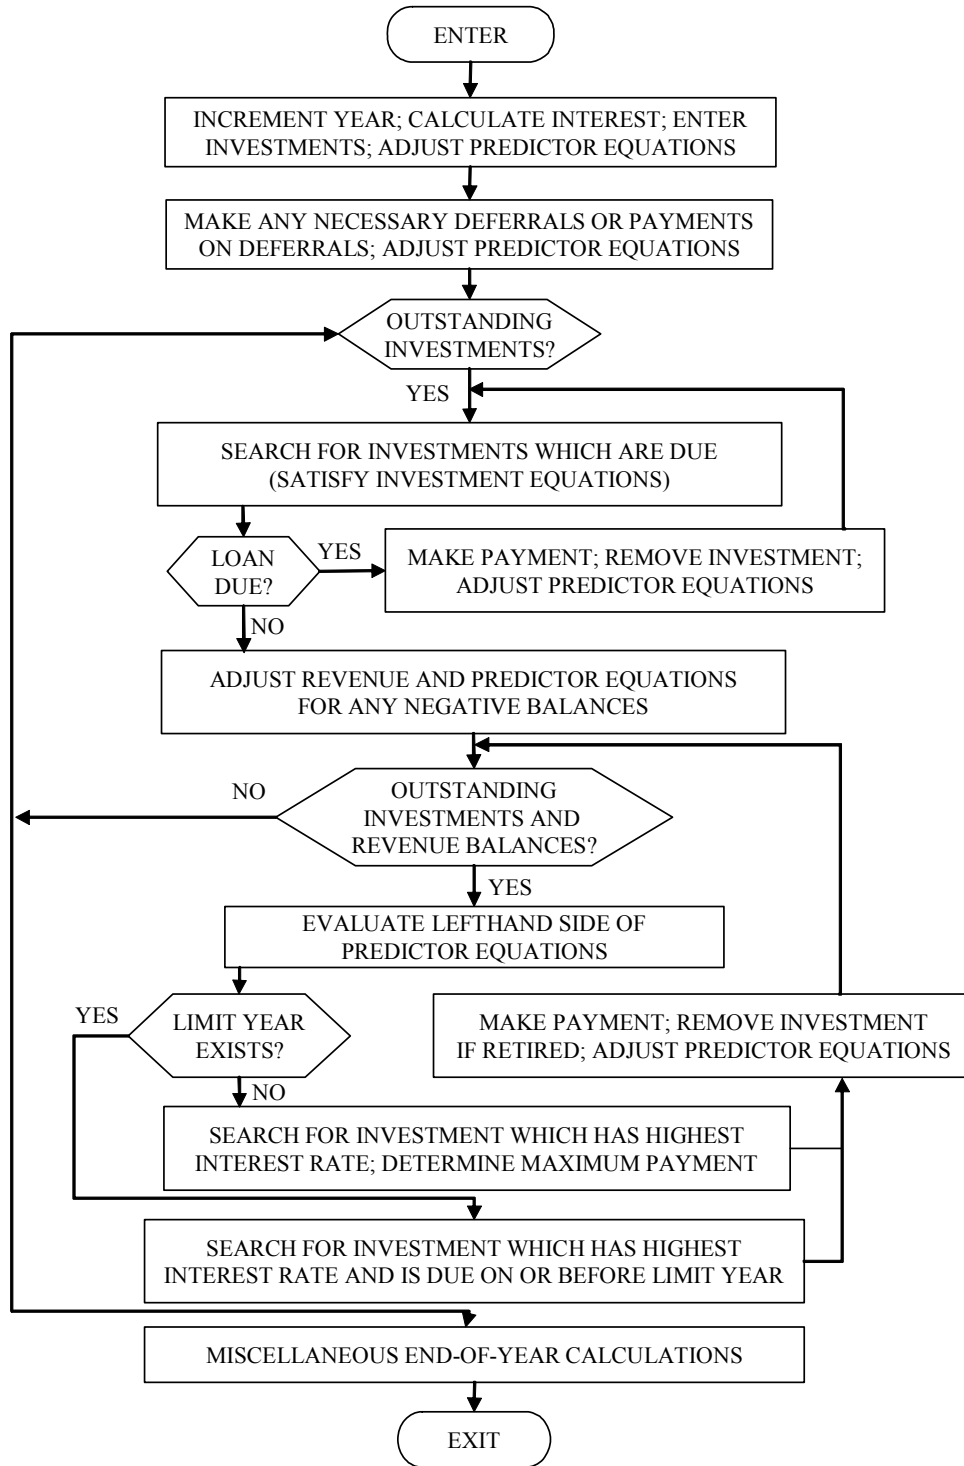 ENTER
INCREMENT YEAR; CALCULATE INTEREST; ENTER
INVESTMENTS; ADJUST PREDICTOR EQUATIONS
MAKE ANY NECESSARY DEFERRALS OR PAYMENTS
ON DEFERRALS; ADJUST PREDICTOR EQUATIONS
OUTSTANDING
INVESTMENTS?
YES
SEARCH FOR INVESTMENTS WHICH ARE DUE
(SATISFY INVESTMENT EQUATIONS)
LOAN
DUE?
YES
MAKE PAYMENT; REMOVE INVESTMENT;
ADJUST PREDICTOR EQUATIONS
NO
ADJUST REVENUE AND PREDICTOR EQUATIONS
FOR ANY NEGATIVE BALANCES
NO
OUTSTANDING
INVESTMENTS AND
REVENUE BALANCES?
YES
EVALUATE LEFTHAND SIDE OF
PREDICTOR EQUATIONS
YES
LIMIT YEAR
EXISTS?
MAKE PAYMENT; REMOVE INVESTMENT
IF RETIRED; ADJUST PREDICTOR EQUATIONS
NO
SEARCH FOR INVESTMENT WHICH HAS HIGHEST
INTEREST RATE; DETERMINE MAXIMUM PAYMENT
SEARCH FOR INVESTMENT WHICH HAS HIGHEST
INTEREST RATE AND IS DUE ON OR BEFORE LIMIT YEAR
MISCELLANEOUS END-OF-YEAR CALCULATIONS
EXIT